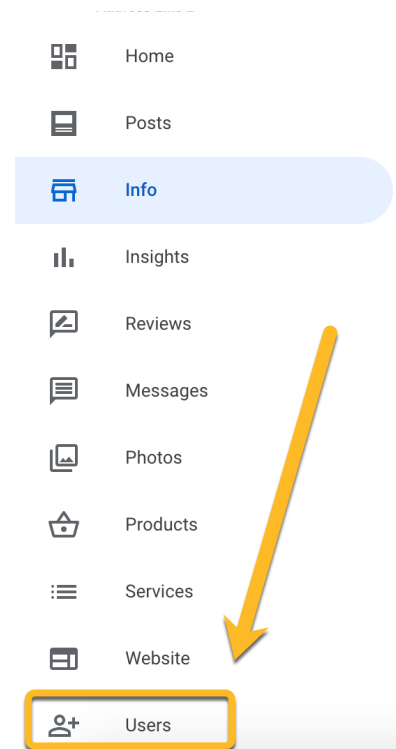 Home
Posts
Info
Insights
Reviews
Messages
Photos
Products
Services
Website
Users